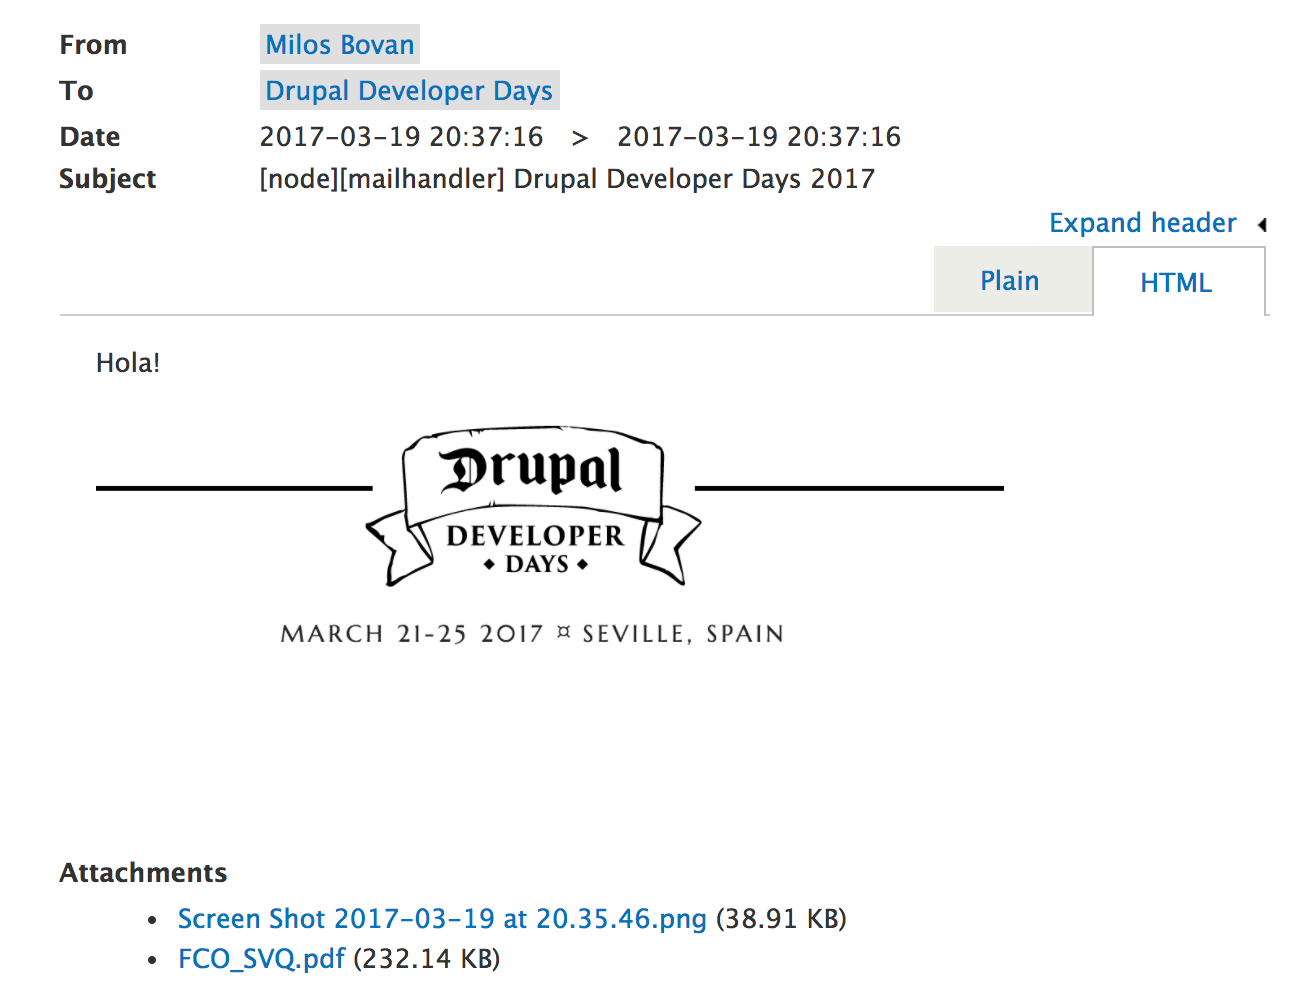 From Milos Bovan
To Drupal Developer Days
Date 2017-03-19 20:37:16 > 2017-03-19 20:37:16
Subject [node][mailhandler] Drupal Developer Days 2017
Expand header
Plain HTML
Hola!
Drupal
DEVELOPER
DAYS
MARCH 21-25 2017 ¤ SEVILLE, SPAIN
Attachments
• Screen Shot 2017-03-19 at 20.35.46.png (38.91 KB)
• FCO_SVQ.pdf (232.14 KB)